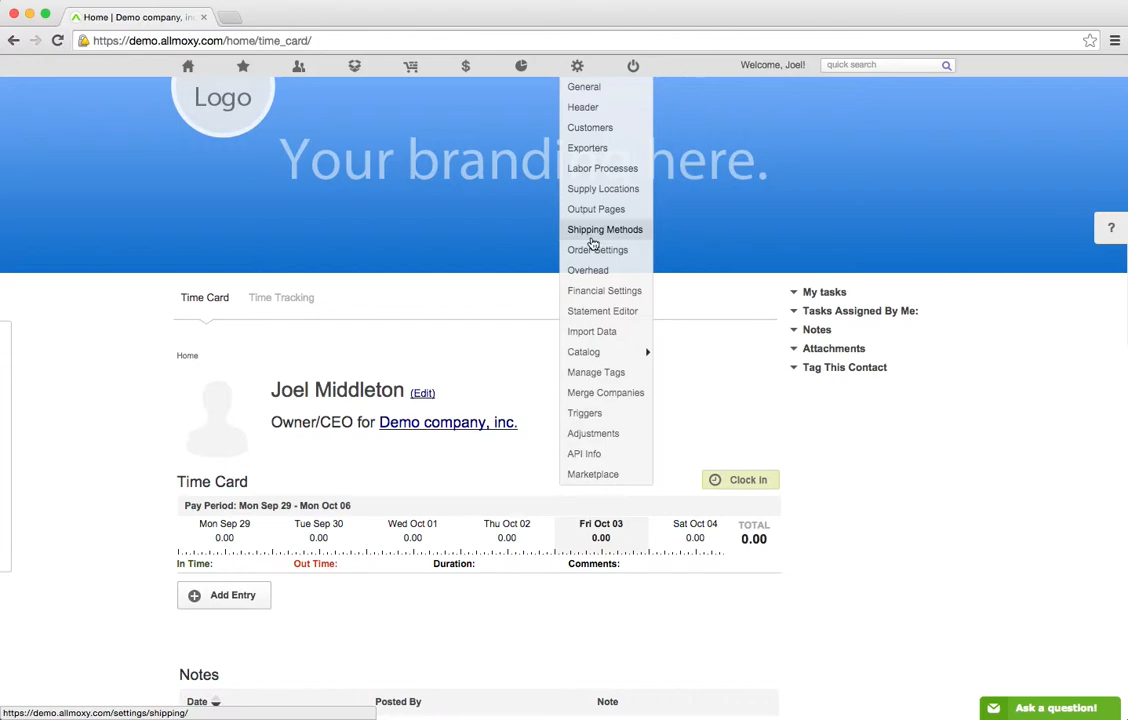 Home | Demo company, in
https://demo.allmoxy.com/home/time_card/
Welcome, Joel!
quick search
Logo
Your branding here.
General
Header
Customers
Exporters
Labor Processes
Supply Locations
Output Pages
Shipping Methods
Order Settings
Overhead
Financial Settings
Statement Editor
Import Data
Catalog
Manage Tags
Merge Companies
Triggers
Adjustments
API Info
Marketplace
?
Time Card
Time Tracking
My tasks
Tasks Assigned By Me:
Notes
Attachments
Tag This Contact
Home
Joel Middleton (Edit)
Owner/CEO for Demo company, inc.
Time Card
Clock in
Pay Period: Mon Sep 29 - Mon Oct 06
Mon Sep 29 Tue Sep 30 Wed Oct 01 Thu Oct 02 Fri Oct 03 Sat Oct 04 TOTAL
0.00 0.00 0.00 0.00 0.00 0.00 0.00
In Time: Out Time: Duration: Comments:
Add Entry
Notes
Date Posted By Note
https://demo.allmoxy.com/settings/shipping/
Ask a question!